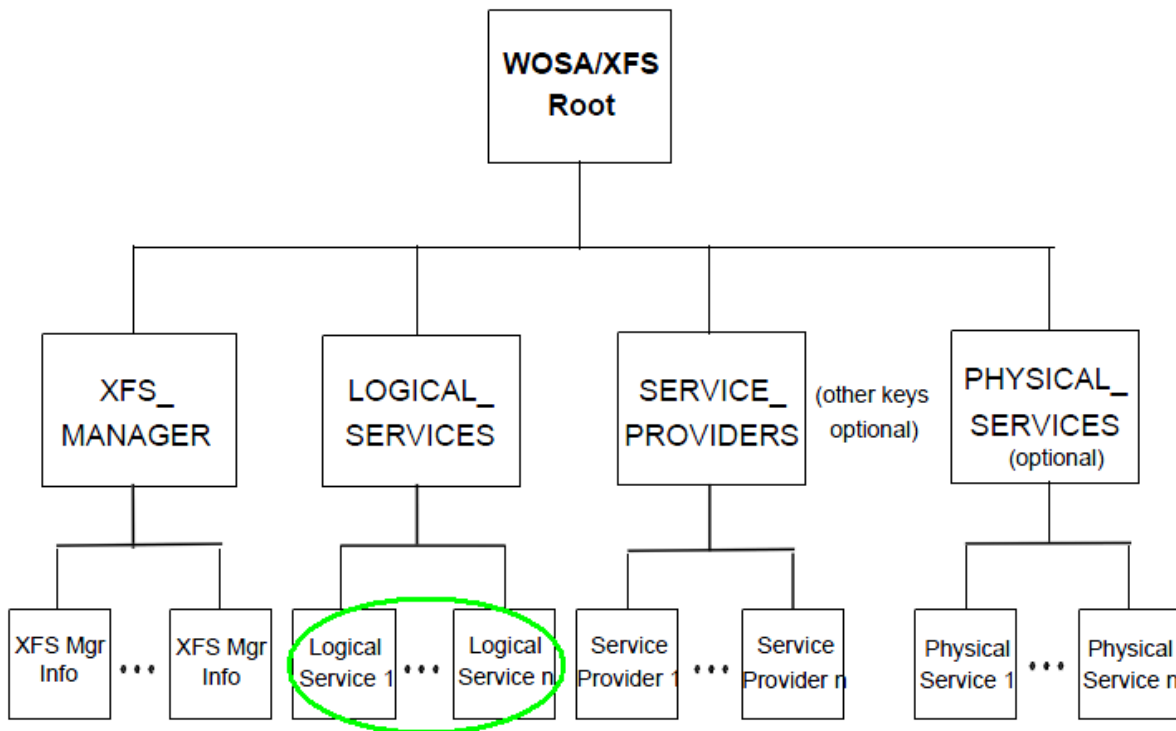 WOSA/XFS
Root
XFS_
MANAGER
LOGICAL_
SERVICES
SERVICE_
PROVIDERS
(other keys
optional)
PHYSICAL_
SERVICES
(optional)
XFS Mgr
Info
•••
XFS Mgr
Info
Logical
Service 1
•••
Logical
Service n
Service
Provider 1
•••
Service
Provider n
Physical
Service 1
•••
Physical
Service n